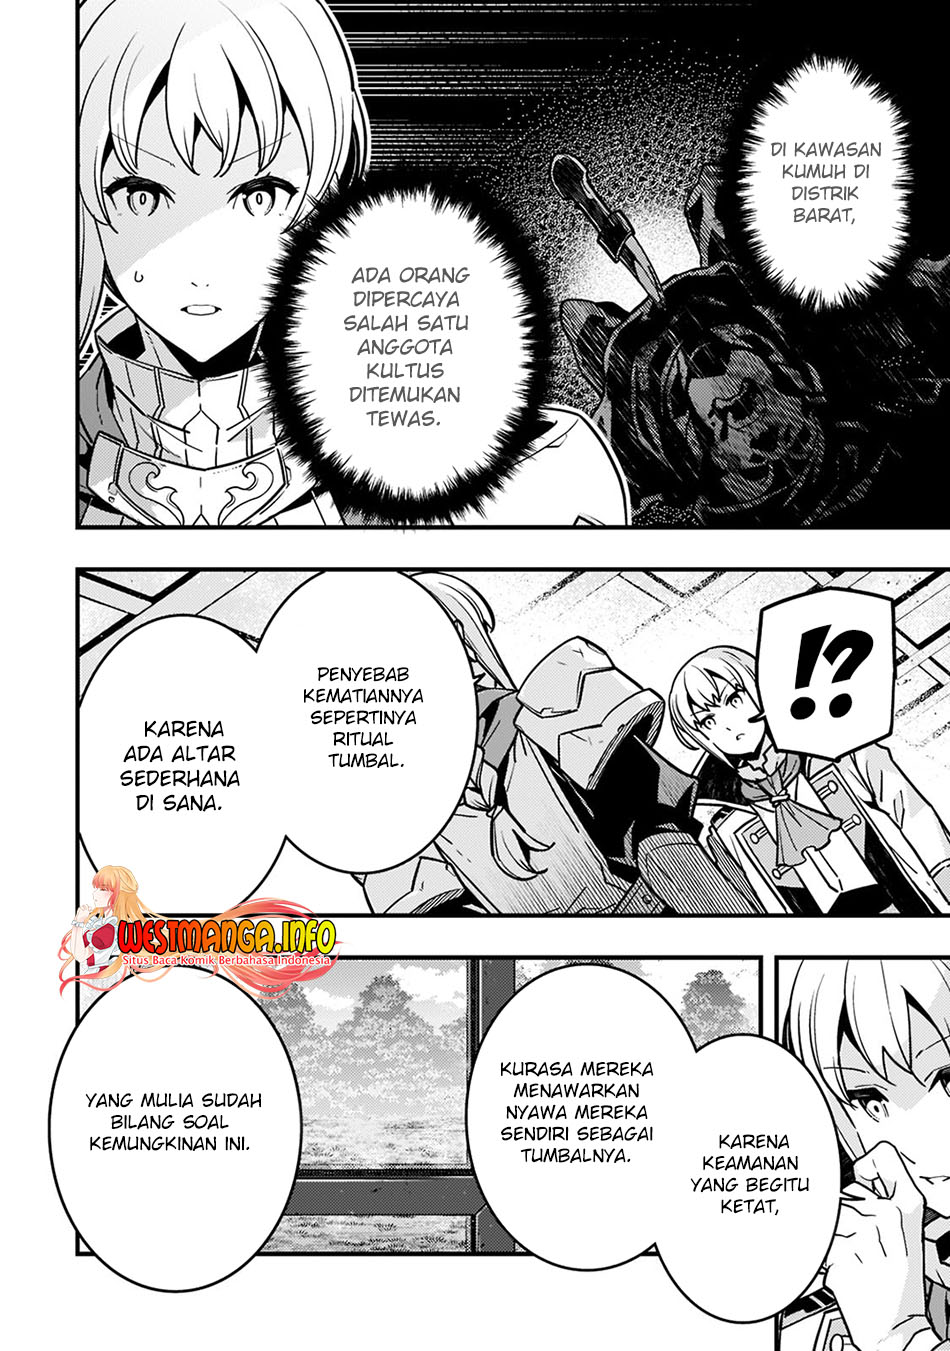 DI KAWASAN
KUMUH DI
DISTRIK
BARAT,
ADA ORANG
DIPERCAYA
SALAH SATU
ANGGOTA
KULTUS
DITEMUKAN
TEWAS.
!?
PENYEBAB
KEMATIANNYA
SEPERTINYA
RITUAL
TUMBAL.
KARENA
ADA ALTAR
SEDERHANA
DI SANA.
WESTMANGA.INFO
SITUS BACA KOMIK BERBAHASA INDONESIA
KARENA
KEAMANAN
YANG BEGITU
KETAT,
KURASA MEREKA
MENAWARKAN
NYAWA MEREKA
SENDIRI SEBAGAI
TUMBALNYA.
YANG MULIA SUDAH
BILANG SOAL
KEMUNGKINAN INI.